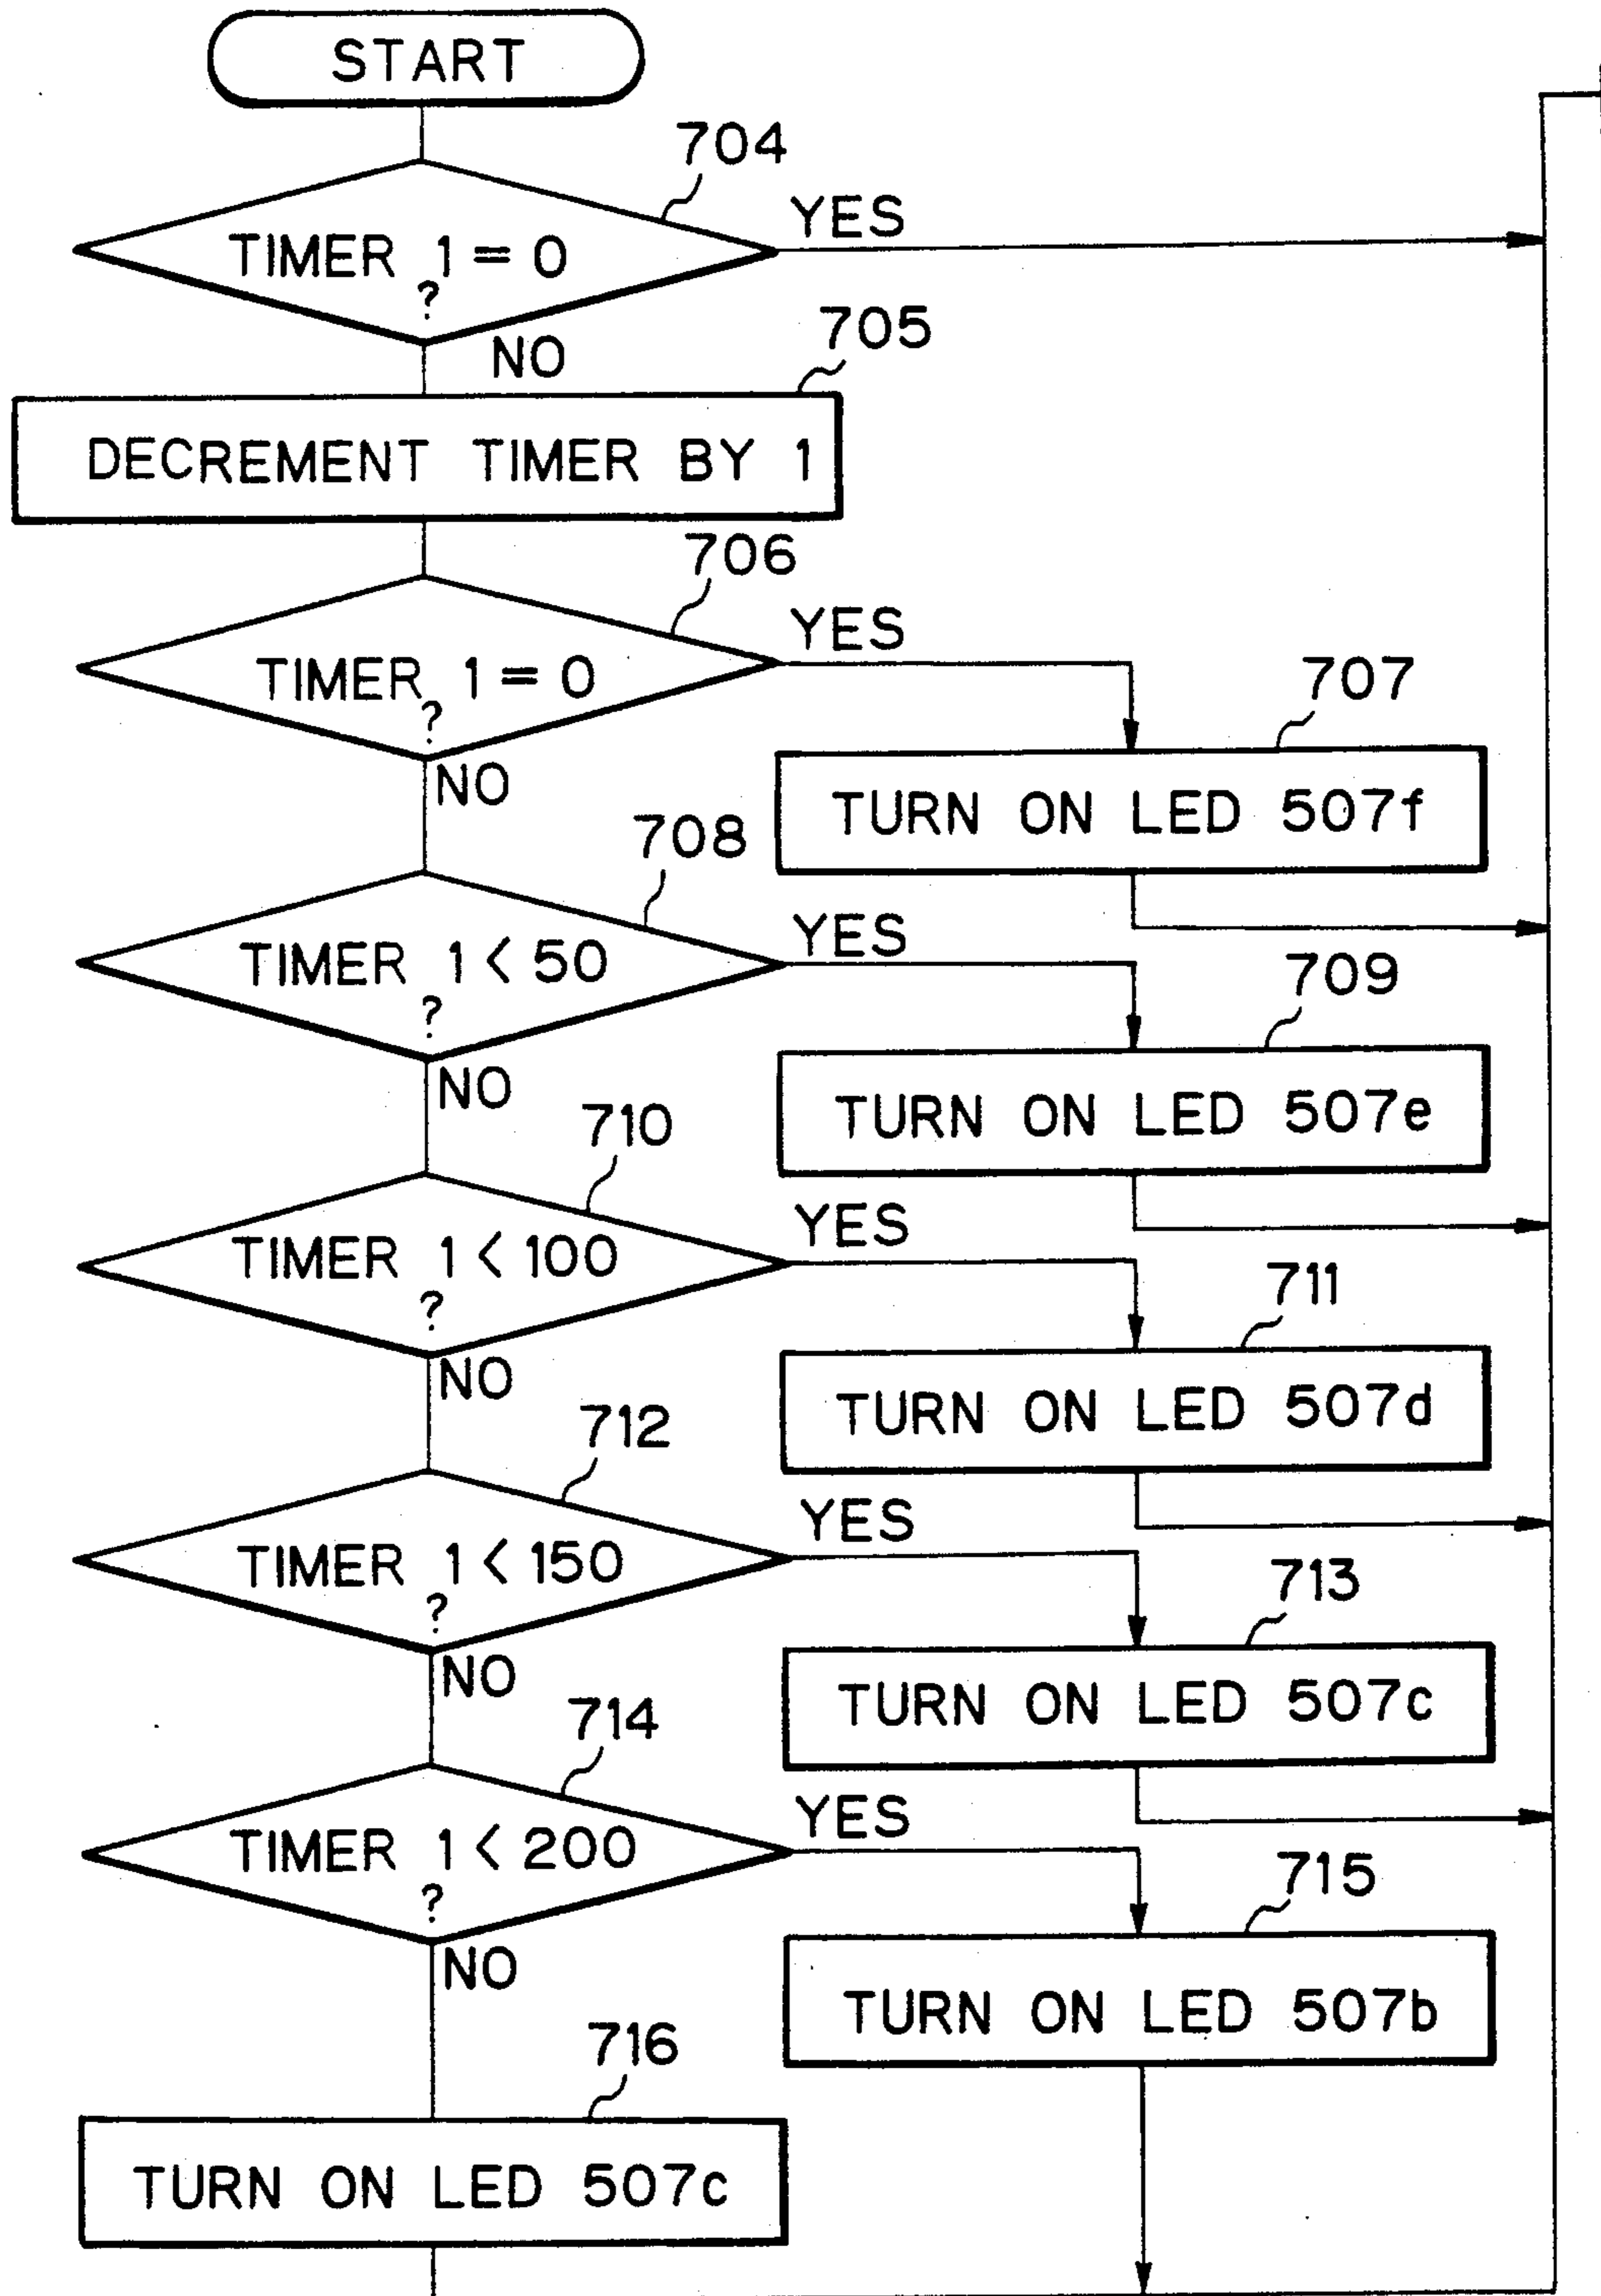 START
704
YES
TIMER 1 = 0
?
NO
705
DECREMENT TIMER BY 1
706
YES
TIMER 1 = 0
?
NO
707
TURN ON LED 507f
708
YES
TIMER 1 < 50
?
NO
709
TURN ON LED 507e
710
YES
TIMER 1 < 100
?
NO
711
TURN ON LED 507d
712
YES
TIMER 1 < 150
?
NO
713
TURN ON LED 507c
714
YES
TIMER 1 < 200
?
NO
715
TURN ON LED 507b
716
TURN ON LED 507c